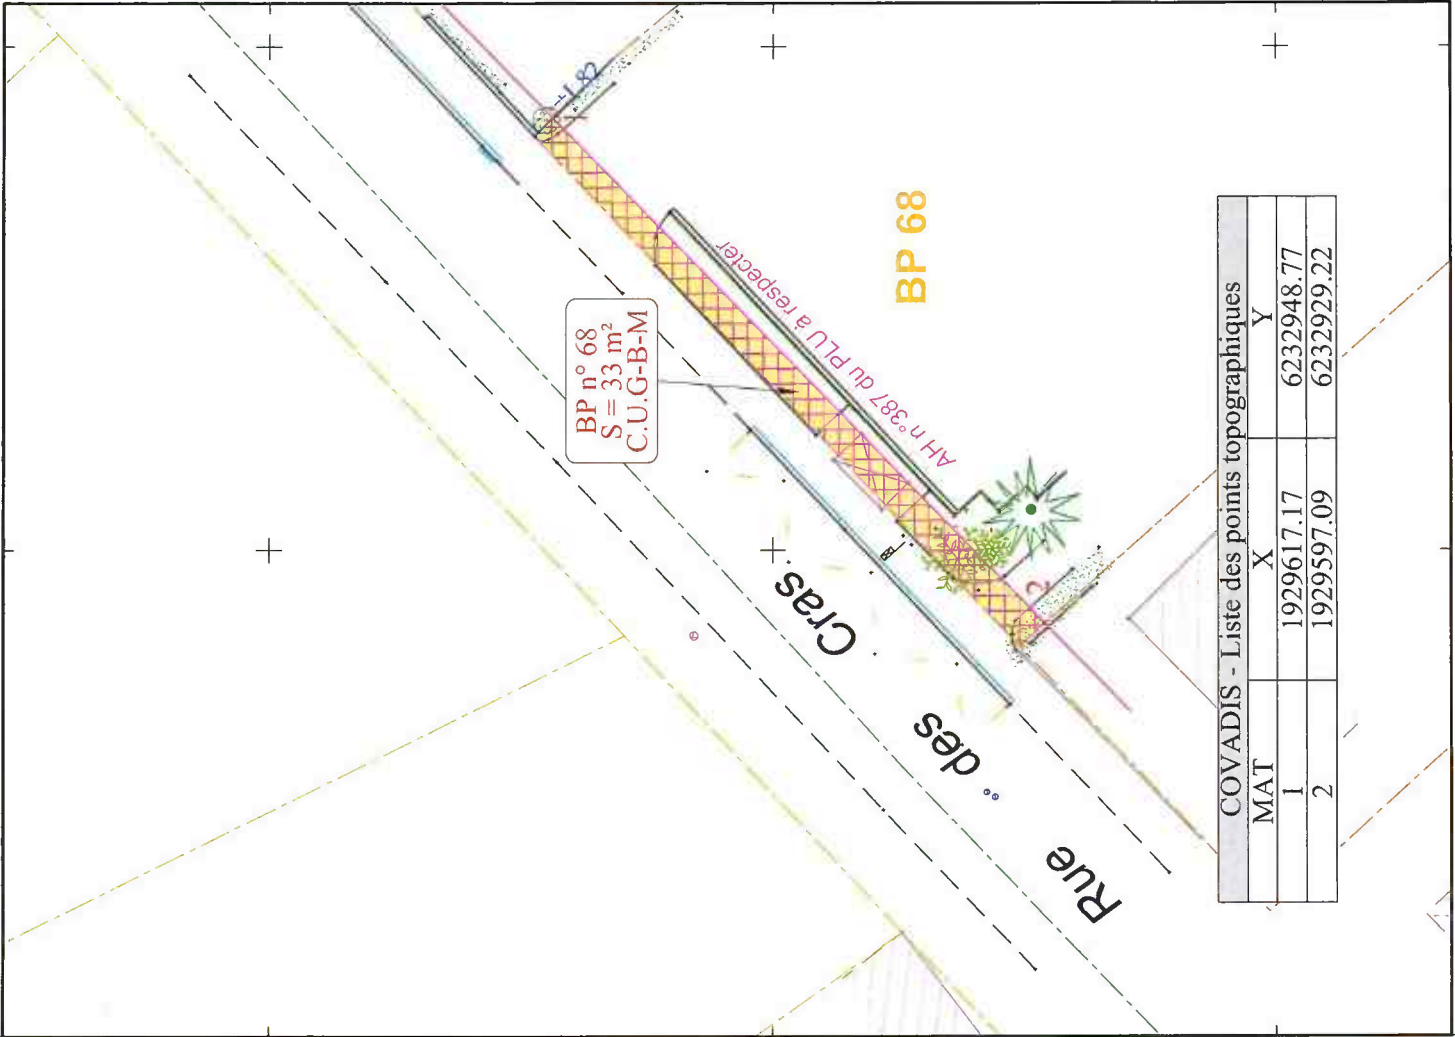 BP n° 68
S = 33 m²
C.U.G-B-M
1.82
AH n°387 du PLU à respecter
BP 68
2
Rue des Cras
COVADIS - Liste des points topographiques
MAT X Y
1 1929617.17 6232948.77
2 1929597.09 6232929.22